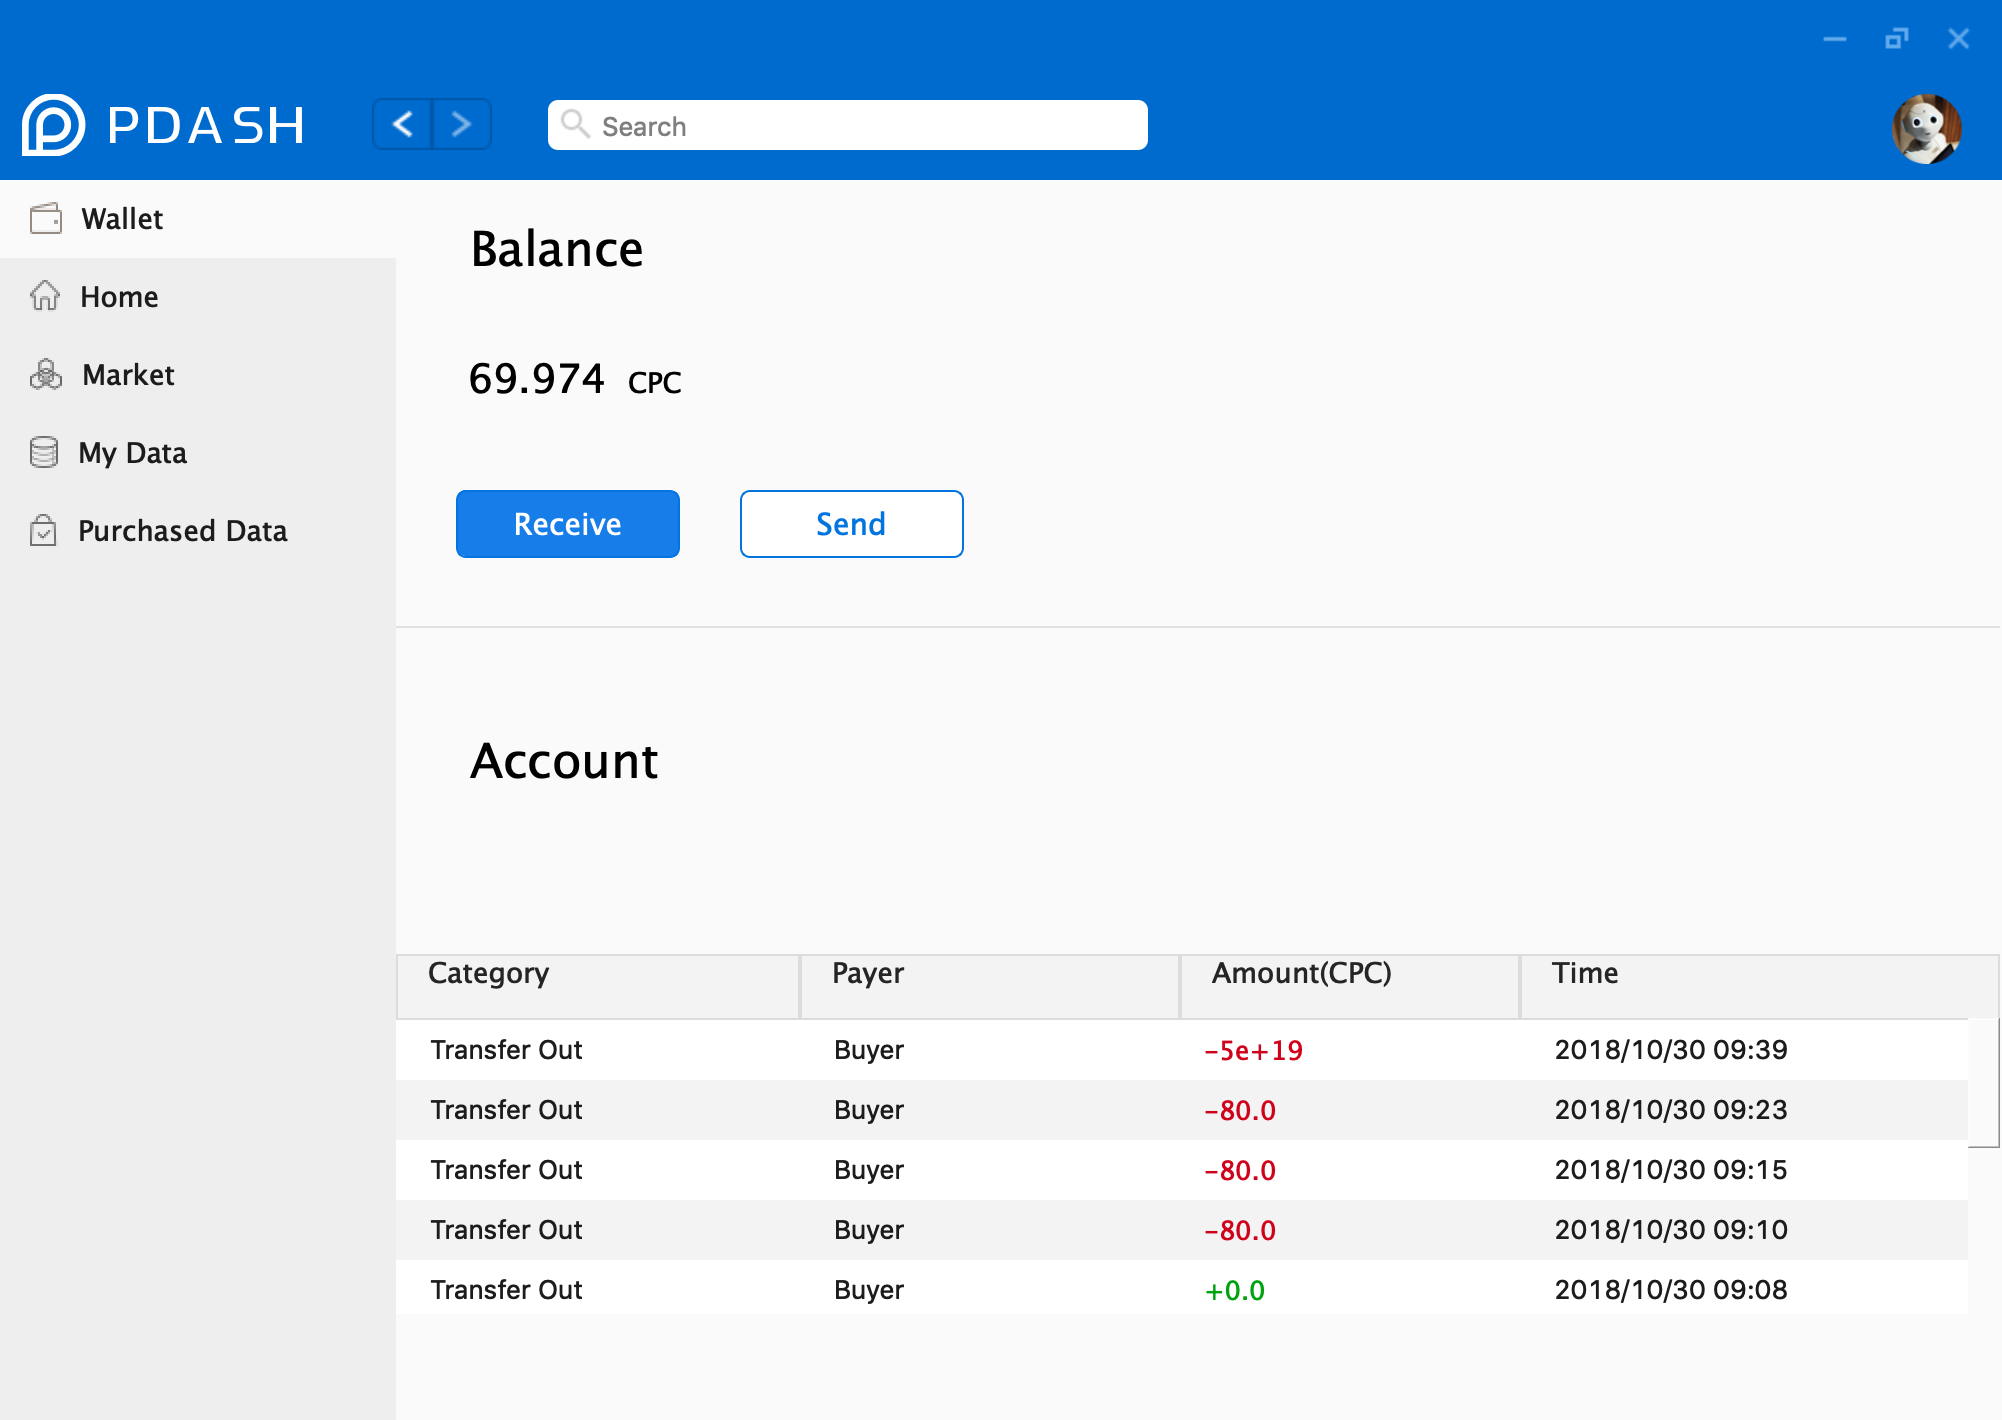 PDASH
Search
Wallet
Home
Market
My Data
Purchased Data
Balance
69.974 CPC
Receive Send
Account
Category Payer Amount(CPC) Time
Transfer Out Buyer -5e+19 2018/10/30 09:39
Transfer Out Buyer -80.0 2018/10/30 09:23
Transfer Out Buyer -80.0 2018/10/30 09:15
Transfer Out Buyer -80.0 2018/10/30 09:10
Transfer Out Buyer +0.0 2018/10/30 09:08